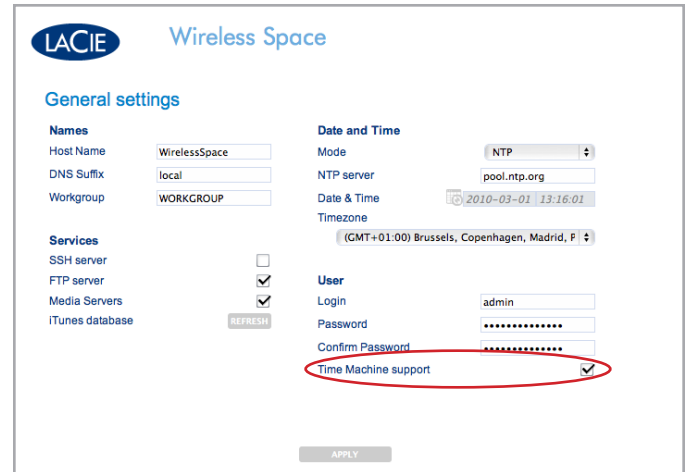 LACIE
Wireless Space
General settings
Names
Host Name WirelessSpace
DNS Suffix local
Workgroup WORKGROUP
Services
SSH server
FTP server
Media Servers
iTunes database REFRESH
Date and Time
Mode NTP
NTP server pool.ntp.org
Date & Time 2010-03-01 13:16:01
Timezone
(GMT+01:00) Brussels, Copenhagen, Madrid, P
User
Login admin
Password ••••••••••••••
Confirm Password ••••••••••••••
Time Machine support
APPLY